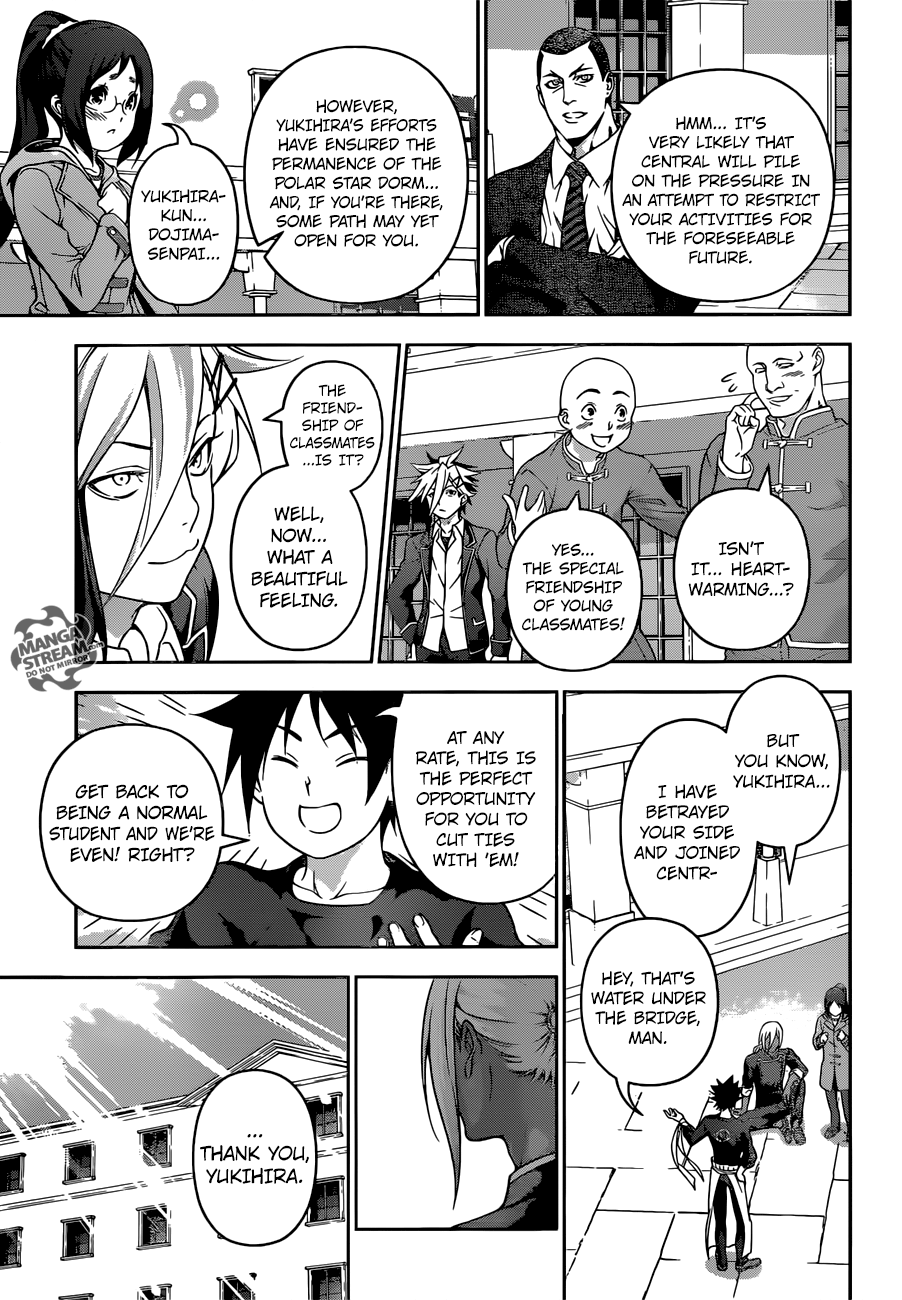 HMM... IT'S
VERY LIKELY THAT
CENTRAL WILL PILE
ON THE PRESSURE IN
AN ATTEMPT TO RESTRICT
YOUR ACTIVITIES FOR
THE FORESEEABLE
FUTURE.
HOWEVER,
YUKIHIRA'S EFFORTS
HAVE ENSURED THE
PERMANENCE OF THE
POLAR STAR DORM...
AND, IF YOU'RE THERE,
SOME PATH MAY YET
OPEN FOR YOU.
YUKIHIRA-
KUN...
DOJIMA-
SENPAI...
ISN'T
IT... HEART-
WARMING...?
YES...
THE SPECIAL
FRIENDSHIP
OF YOUNG
CLASSMATES!
THE
FRIEND-
SHIP OF
CLASSMATES
...IS IT?
WELL,
NOW...
WHAT A
BEAUTIFUL
FEELING.
MANGA
STREAM.com
DO NOT MIRROR
BUT
YOU KNOW,
YUKIHIRA...
I HAVE
BETRAYED
YOUR SIDE
AND JOINED
CENTR-
HEY, THAT'S
WATER UNDER
THE BRIDGE,
MAN.
AT ANY
RATE, THIS IS
THE PERFECT
OPPORTUNITY
FOR YOU TO
CUT TIES
WITH 'EM!
GET BACK TO
BEING A NORMAL
STUDENT AND WE'RE
EVEN! RIGHT?
...
THANK YOU,
YUKIHIRA.